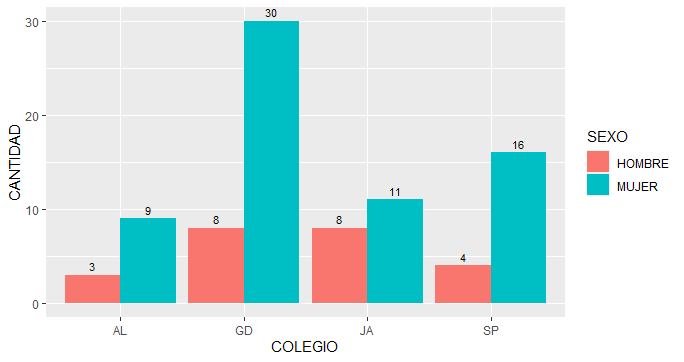 30
20
10
0
CANTIDAD
3
9
8
30
8
11
4
16
AL
GD
JA
SP
COLEGIO
SEXO
HOMBRE
MUJER